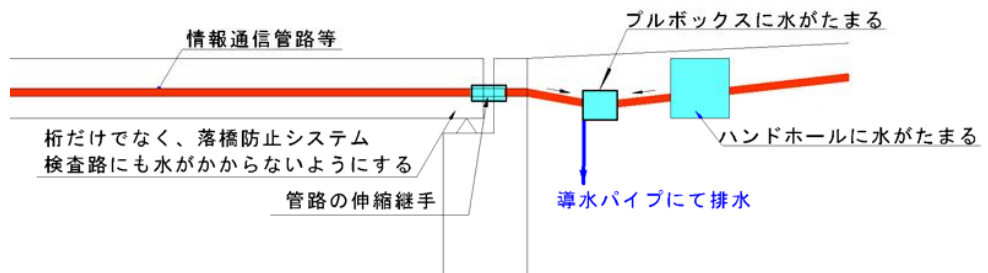 プルボックスに水がたまる
情報通信管路等
ハンドホールに水がたまる
桁だけでなく、落橋防止システム
検査路にも水がかからないようにする
管路の伸縮継手
導水パイプにて排水